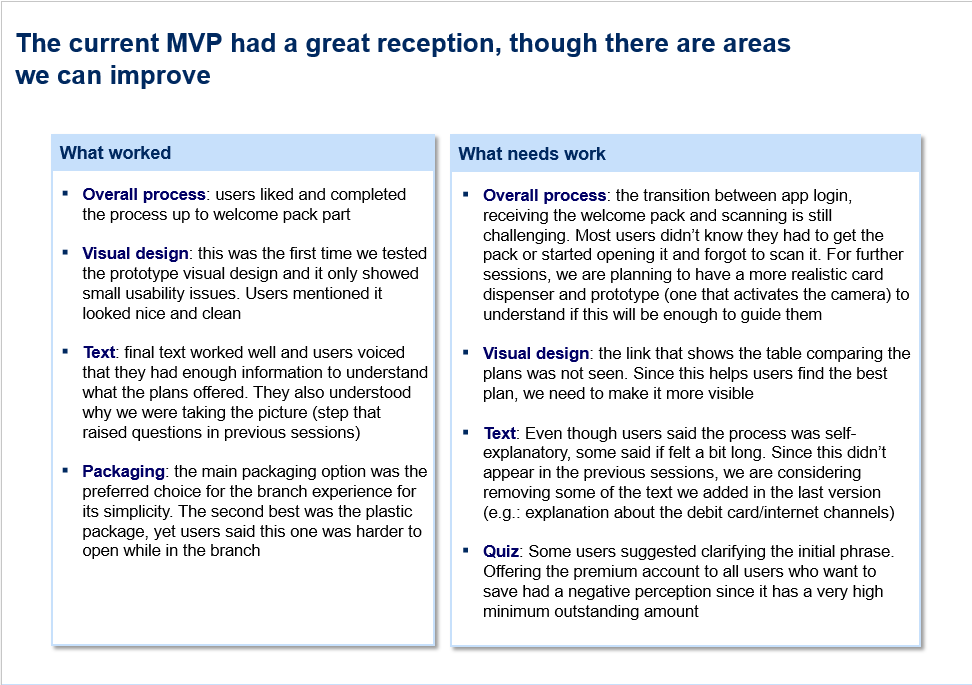 The current MVP had a great reception, though there are areas
we can improve
What worked
▪ Overall process: users liked and completed
the process up to welcome pack part
▪ Visual design: this was the first time we tested
the prototype visual design and it only showed
small usability issues. Users mentioned it
looked nice and clean
▪ Text: final text worked well and users voiced
that they had enough information to understand
what the plans offered. They also understood
why we were taking the picture (step that
raised questions in previous sessions)
▪ Packaging: the main packaging option was the
preferred choice for the branch experience for
its simplicity. The second best was the plastic
package, yet users said this one was harder to
open while in the branch
What needs work
▪ Overall process: the transition between app login,
receiving the welcome pack and scanning is still
challenging. Most users didn’t know they had to get the
pack or started opening it and forgot to scan it. For further
sessions, we are planning to have a more realistic card
dispenser and prototype (one that activates the camera) to
understand if this will be enough to guide them
▪ Visual design: the link that shows the table comparing the
plans was not seen. Since this helps users find the best
plan, we need to make it more visible
▪ Text: Even though users said the process was self-
explanatory, some said if felt a bit long. Since this didn’t
appear in the previous sessions, we are considering
removing some of the text we added in the last version
(e.g.: explanation about the debit card/internet channels)
▪ Quiz: Some users suggested clarifying the initial phrase.
Offering the premium account to all users who want to
save had a negative perception since it has a very high
minimum outstanding amount